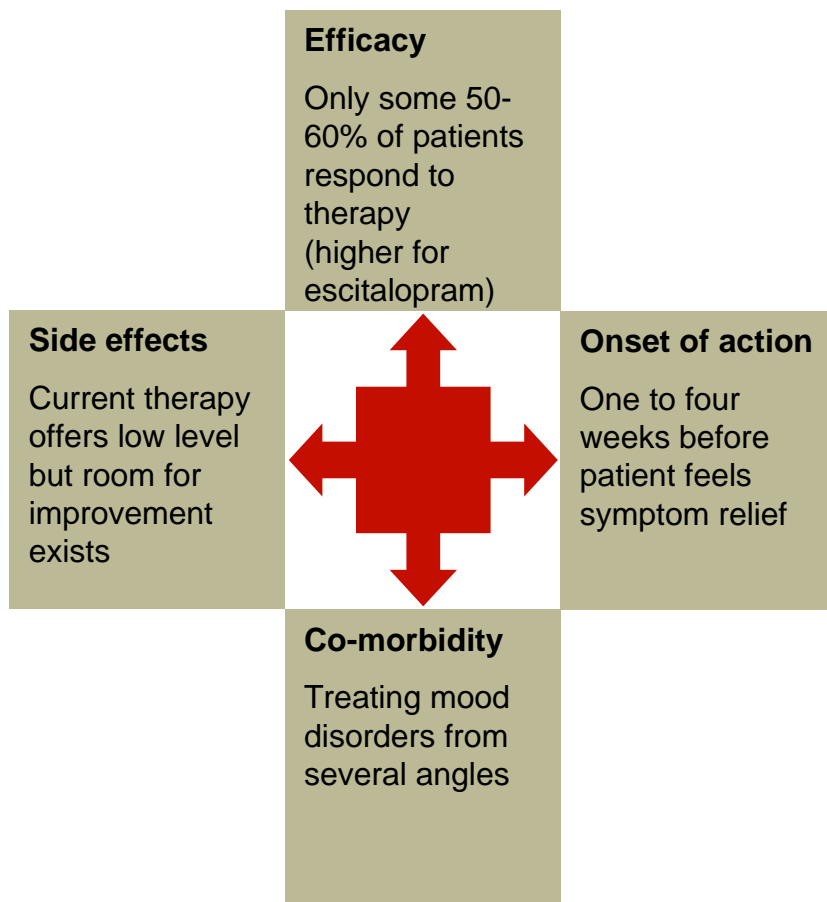 Efficacy
Only some 50-
60% of patients
respond to
therapy
(higher for
escitalopram)
Side effects
Current therapy
offers low level
but room for
improvement
exists
Onset of action
One to four
weeks before
patient feels
symptom relief
Co-morbidity
Treating mood
disorders from
several angles